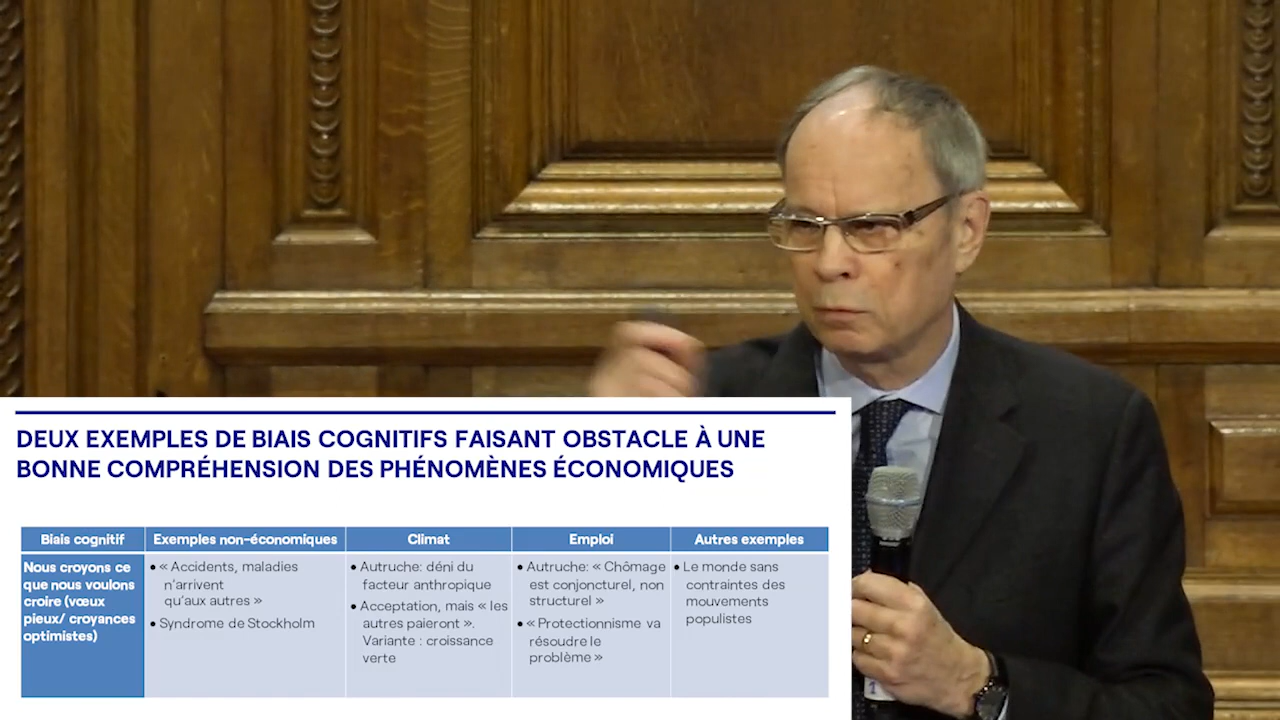 DEUX EXEMPLES DE BIAIS COGNITIFS FAISANT OBSTACLE À UNE
BONNE COMPRÉHENSION DES PHÉNOMÈNES ÉCONOMIQUES
Biais cognitif
Exemples non-économiques
Climat
Emploi
Autres exemples
Nous croyons ce
que nous voulons
croire (vœux
pieux/ croyances
optimistes)
• « Accidents, maladies
n'arrivent
qu'aux autres »
• Syndrome de Stockholm
• Autruche: déni du
facteur anthropique
• Acceptation, mais « les
autres paieront ».
Variante : croissance
verte
• Autruche: « Chômage
est conjoncturel, non
structurel »
• « Protectionnisme va
résoudre le
problème »
• Le monde sans
contraintes des
mouvements
populistes
1